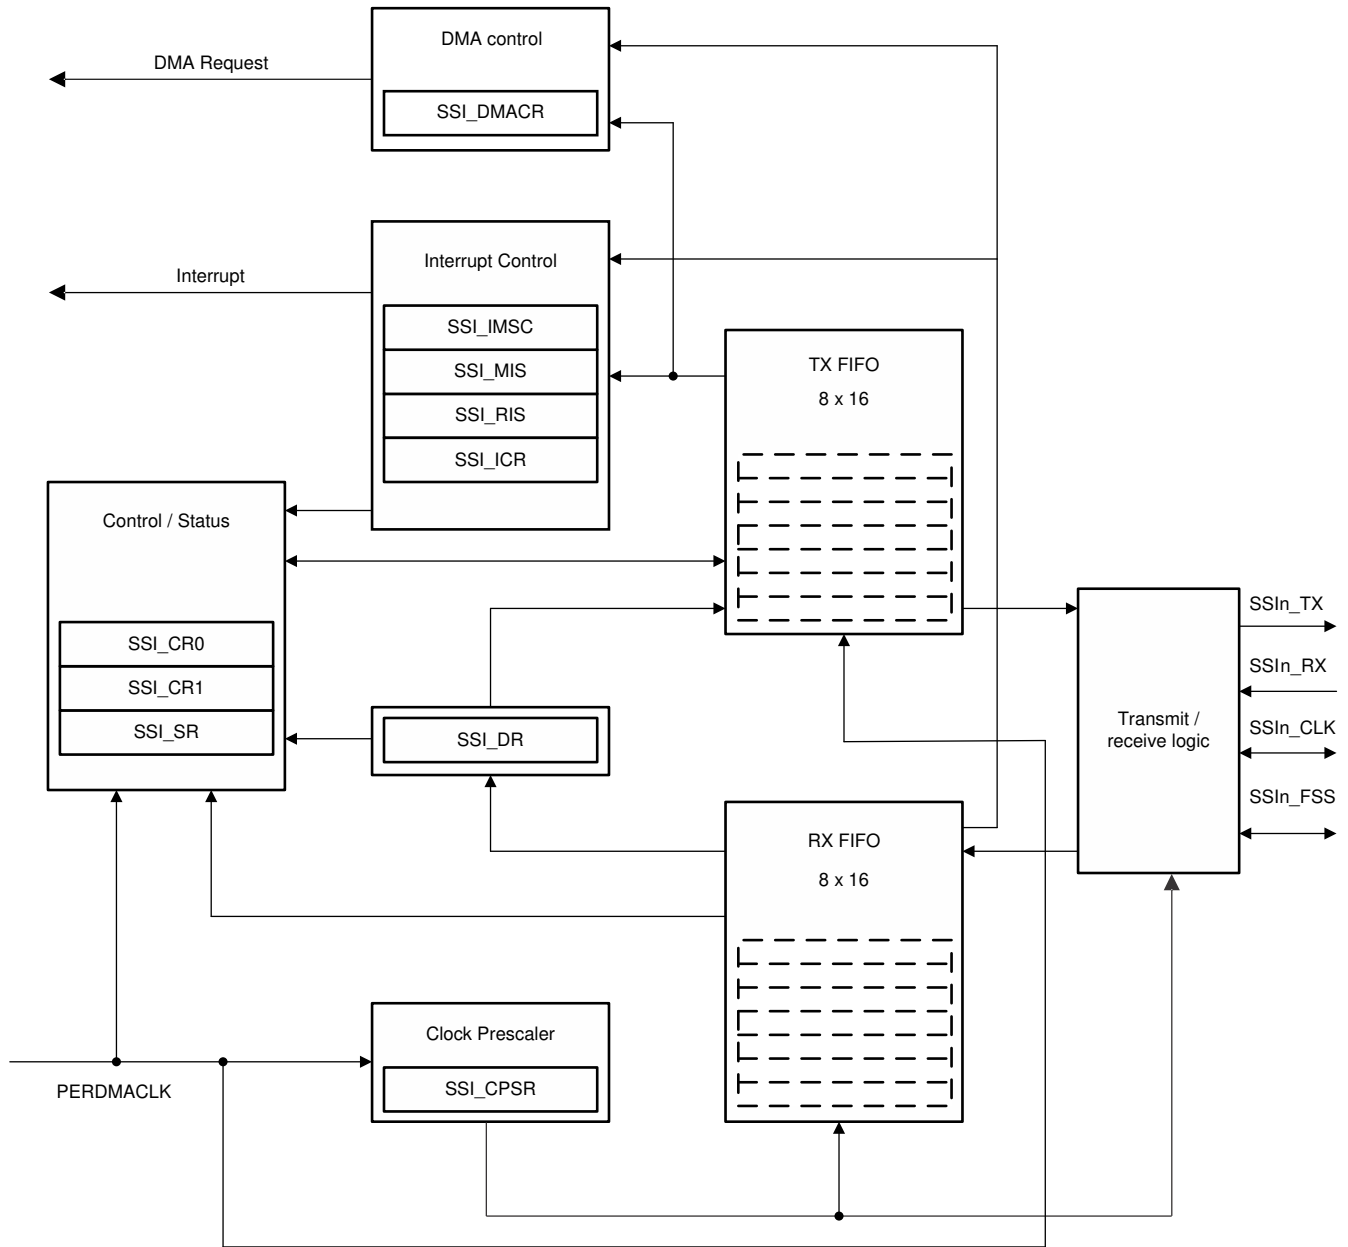 DMA control
DMA Request
SSI_DMACR
Interrupt Control
Interrupt
SSI_IMSC
SSI_MIS
SSI_RIS
SSI_ICR
TX FIFO
8 x 16
Control / Status
SSI_CR0
SSI_CR1
SSI_SR
SSI_DR
SSIn_TX
SSIn_RX
SSIn_CLK
SSIn_FSS
Transmit /
receive logic
RX FIFO
8 x 16
Clock Prescaler
SSI_CPSR
PERDMACLK